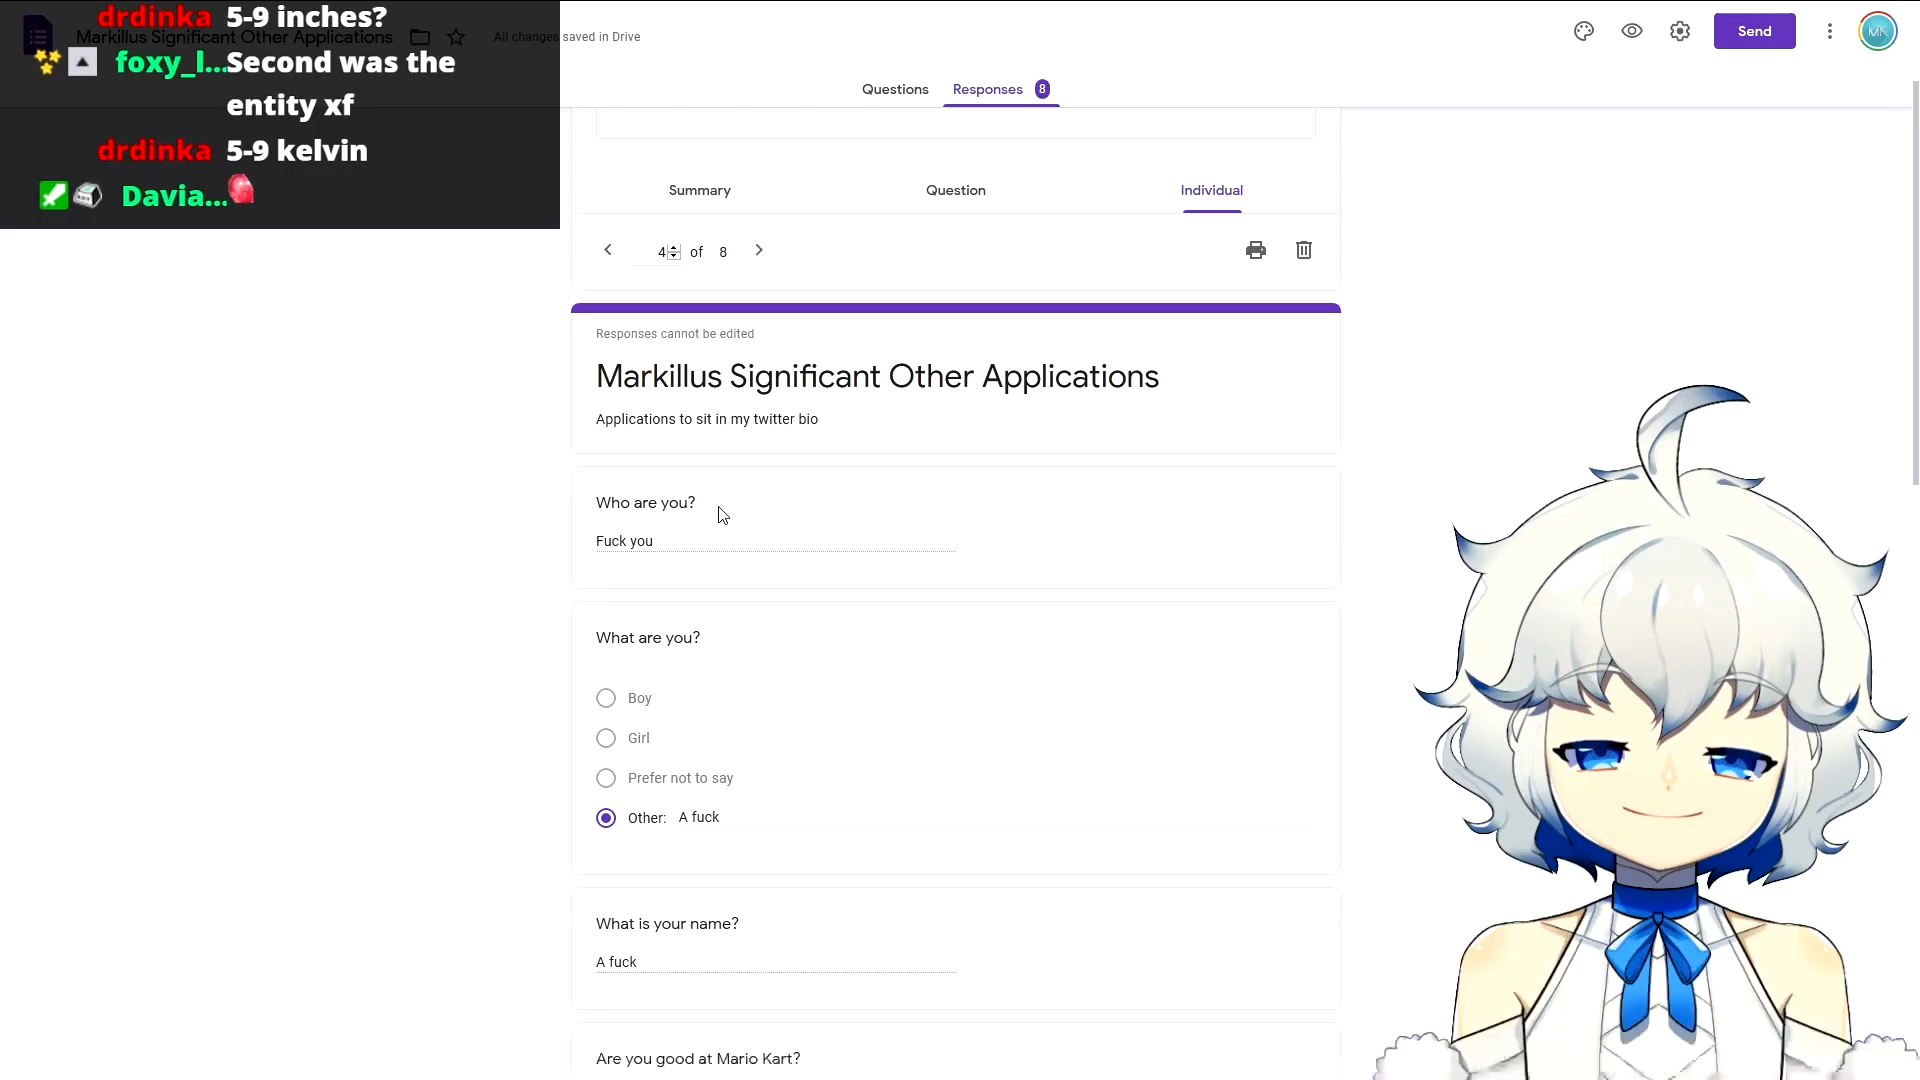 drdinka 5-9 inches?
Markillus Significant Other Applications
All changes saved in Drive
foxy_l...Second was the
entity xf
drdinka 5-9 kelvin
Davia...
Send
MK
Questions
Responses 8
Summary
Question
Individual
4 of 8
Responses cannot be edited
Markillus Significant Other Applications
Applications to sit in my twitter bio
Who are you?
Fuck you
What are you?
Boy
Girl
Prefer not to say
Other: A fuck
What is your name?
A fuck
Are you good at Mario Kart?